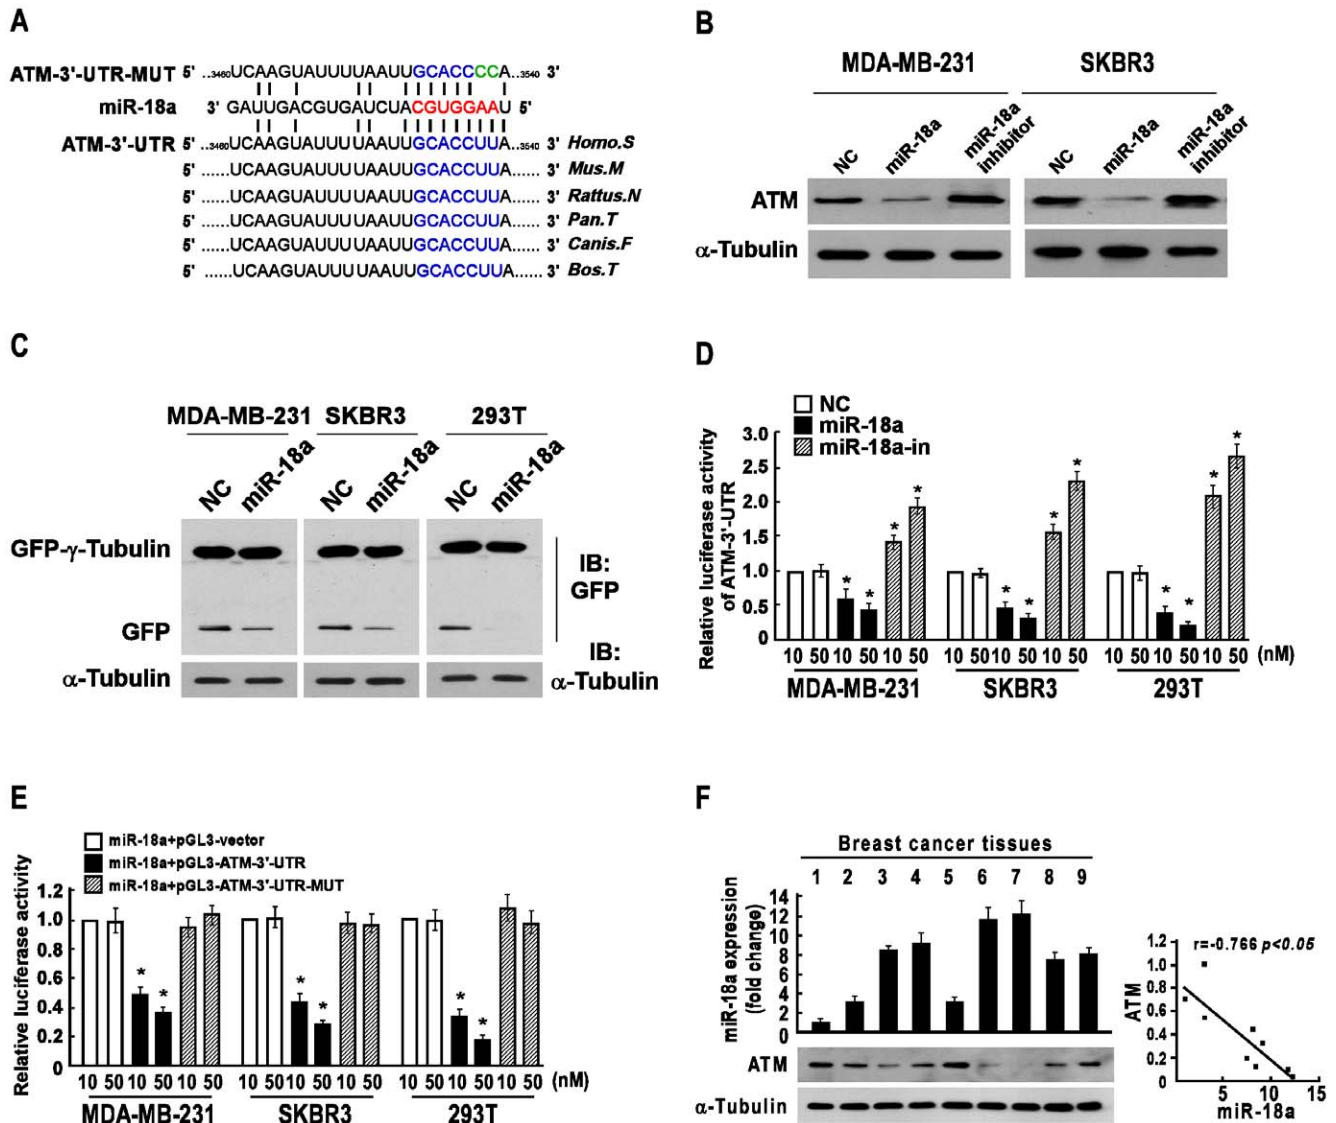 A
ATM-3'-UTR-MUT 5' ..3460UCAAGUAUUUUAAUUGCACCCCA..3540 3'
miR-18a 3' GAUUGACGUGAUCUACGUGGAAU 5'
ATM-3'-UTR 5' ..3460UCAAGUAUUUUAAUUGCACCUUA..3540 3' Homo.S
5' ......UCAAGUAUUUUAAUUGCACCUUA...... 3' Mus.M
5' ......UCAAGUAUUUUAAUUGCACCUUA...... 3' Rattus.N
5' ......UCAAGUAUUUUAAUUGCACCUUA...... 3' Pan.T
5' ......UCAAGUAUUUUAAUUGCACCUUA...... 3' Canis.F
5' ......UCAAGUAUUUUAAUUGCACCUUA...... 3' Bos.T
B
MDA-MB-231 SKBR3
NC miR-18a miR-18a inhibitor NC miR-18a miR-18a inhibitor
ATM
α-Tubulin
C
MDA-MB-231 SKBR3 293T
NC miR-18a NC miR-18a NC miR-18a
GFP-γ-Tubulin
IB:
GFP
GFP
IB:
α-Tubulin
α-Tubulin
D
NC
miR-18a
miR-18a-in
Relative luciferase activity
of ATM-3'-UTR
3.0
2.5
2.0
1.5
1.0
0.5
0
* * * * * * * * * * * *
10 50 10 50 10 50 10 50 10 50 10 50 10 50 10 50 10 50 (nM)
MDA-MB-231 SKBR3 293T
E
miR-18a+pGL3-vector
miR-18a+pGL3-ATM-3'-UTR
miR-18a+pGL3-ATM-3'-UTR-MUT
Relative luciferase activity
1.2
1.0
0.8
0.6
0.4
0.2
0
* * * * * *
10 50 10 50 10 50 10 50 10 50 10 50 10 50 10 50 10 50 (nM)
MDA-MB-231 SKBR3 293T
F
Breast cancer tissues
1 2 3 4 5 6 7 8 9
miR-18a expression
(fold change)
14
12
10
8
6
4
2
0
ATM
α-Tubulin
r=-0.766 p<0.05
ATM
1.2
1.0
0.8
0.6
0.4
0.2
0
0 5 10 15
miR-18a